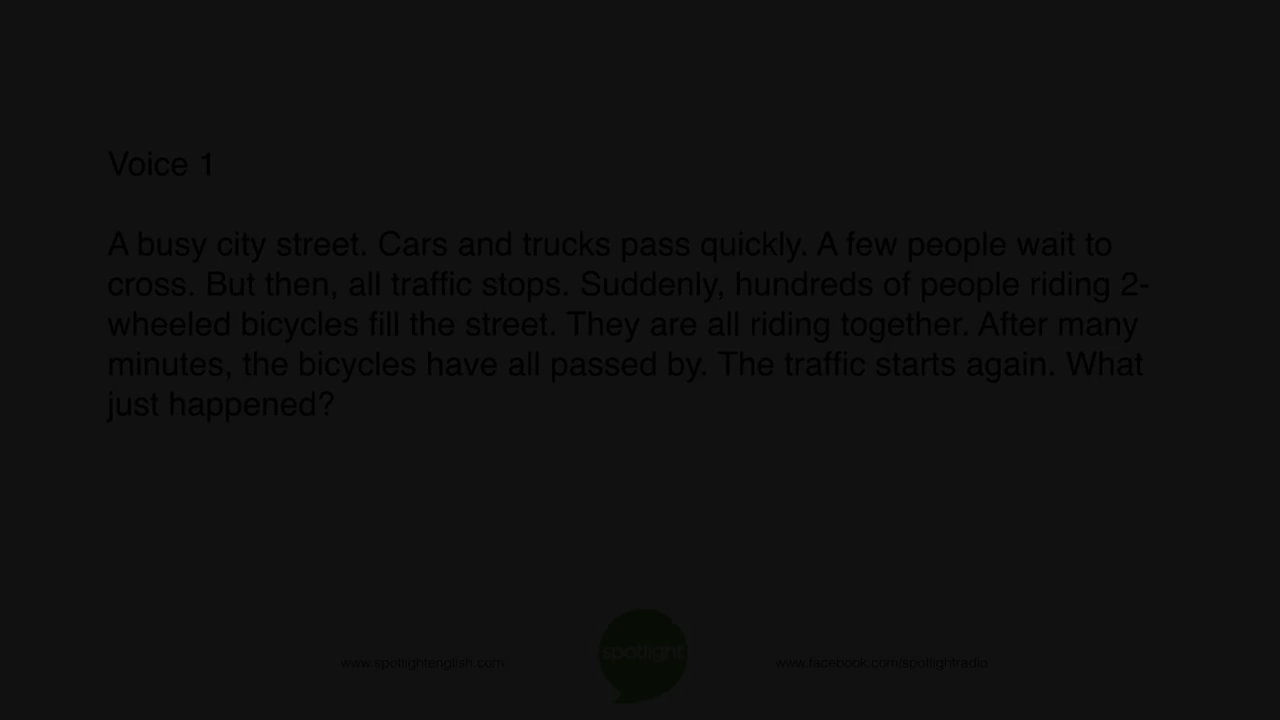 Voice 1
A busy city street. Cars and trucks pass quickly. A few people wait to
cross. But then, all traffic stops. Suddenly, hundreds of people riding 2-
wheeled bicycles fill the street. They are all riding together. After many
minutes, the bicycles have all passed by. The traffic starts again. What
just happened?
spotlight
www.spotlightenglish.com
www.facebook.com/spotlightradio